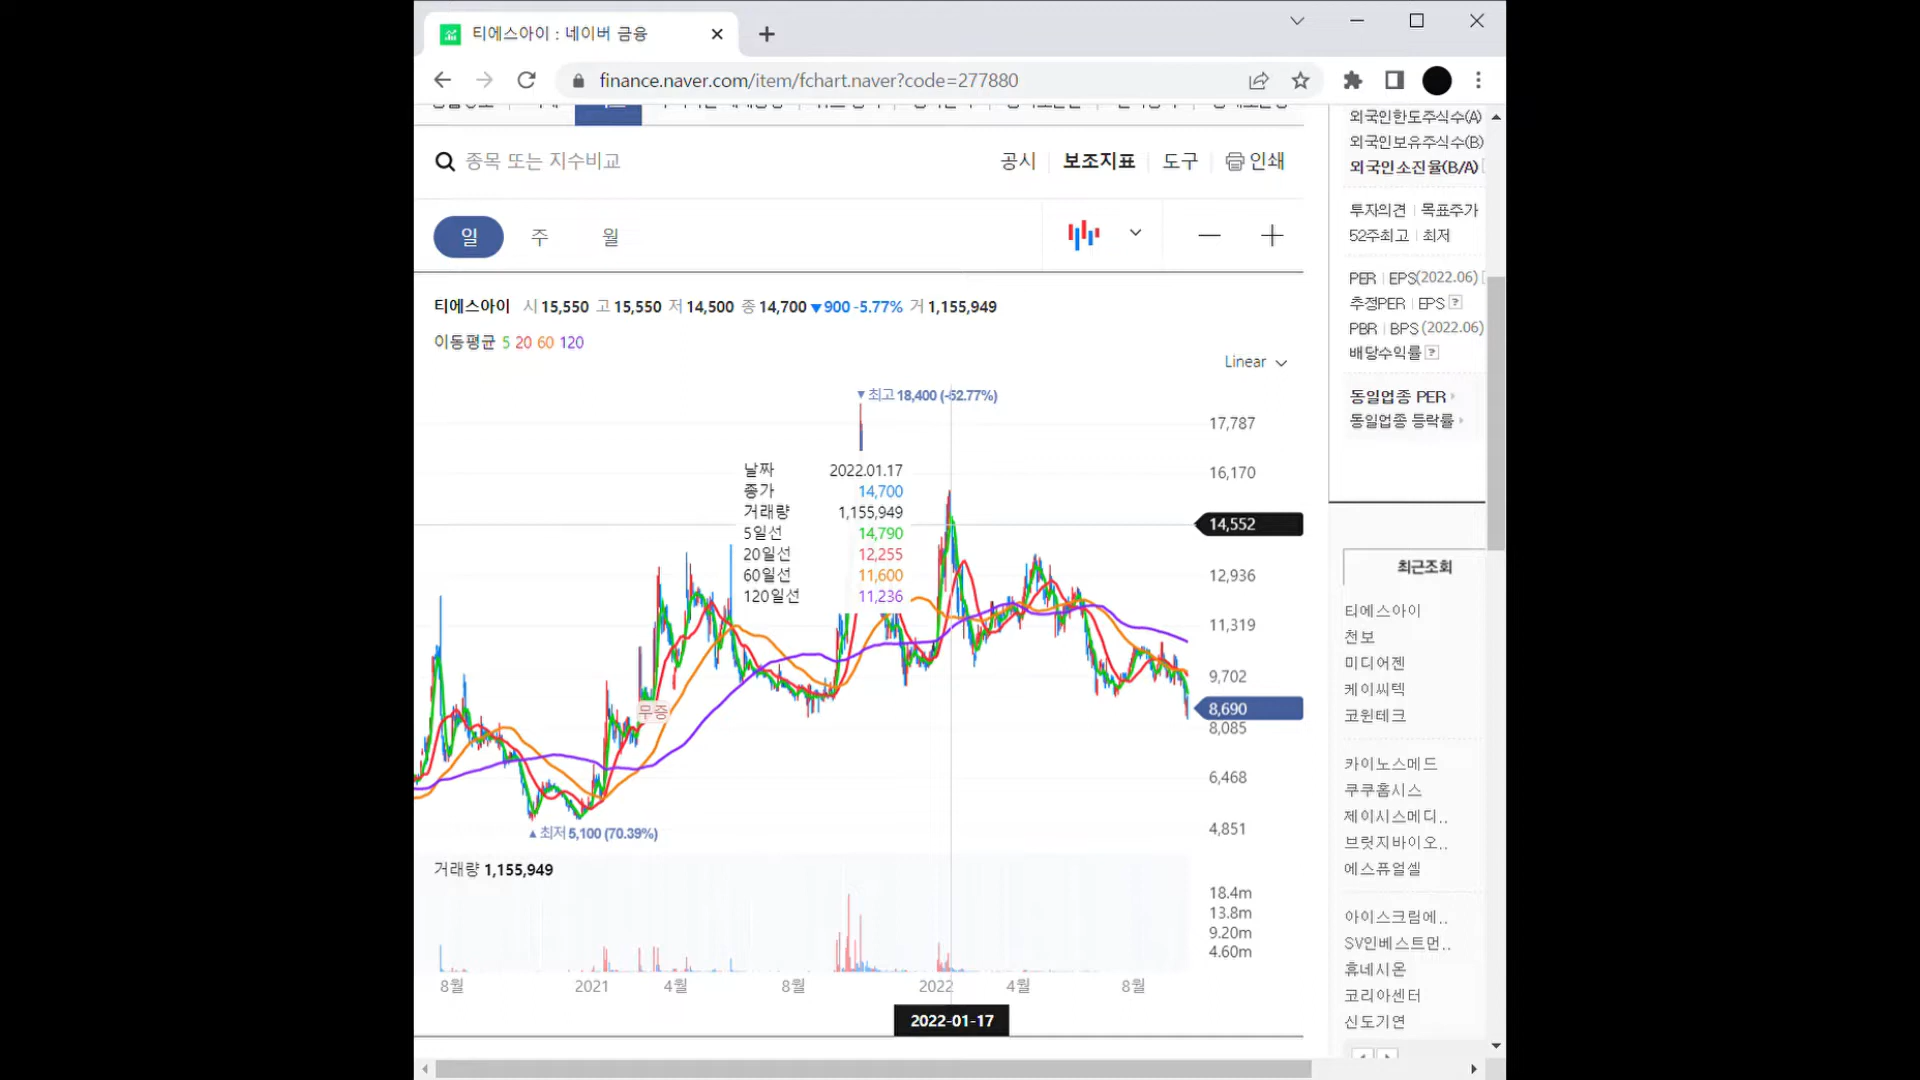 티에스아이 : 네이버 금융
finance.naver.com/item/fchart.naver?code=277880
종목 또는 지수비교
공시 보조지표 도구 인쇄
일 주 월
티에스아이 시 15,550 고 15,550 저 14,500 종 14,700 ▼900 -5.77% 거 1,155,949
이동평균 5 20 60 120
Linear
▼최고 18,400 (-52.77%)
날짜 2022.01.17
종가 14,700
거래량 1,155,949
5일선 14,790
20일선 12,255
60일선 11,600
120일선 11,236
무증
▲최저 5,100 (70.39%)
17,787
16,170
14,552
12,936
11,319
9,702
8,690
8,085
6,468
4,851
거래량 1,155,949
18.4m
13.8m
9.20m
4.60m
8월 2021 4월 8월 2022 4월 8월
2022-01-17
외국인한도주식수(A)
외국인보유주식수(B)
외국인소진율(B/A)
투자의견 | 목표주가
52주최고 | 최저
PER | EPS(2022.06)
추정PER | EPS ?
PBR | BPS (2022.06)
배당수익률 ?
동일업종 PER
동일업종 등락률
최근조회
티에스아이
천보
미디어젠
케이씨텍
코윈테크
카이노스메드
쿠쿠홈시스
제이시스메디..
브릿지바이오..
에스퓨얼셀
아이스크림에..
SV인베스트먼..
휴네시온
코리아센터
신도기연